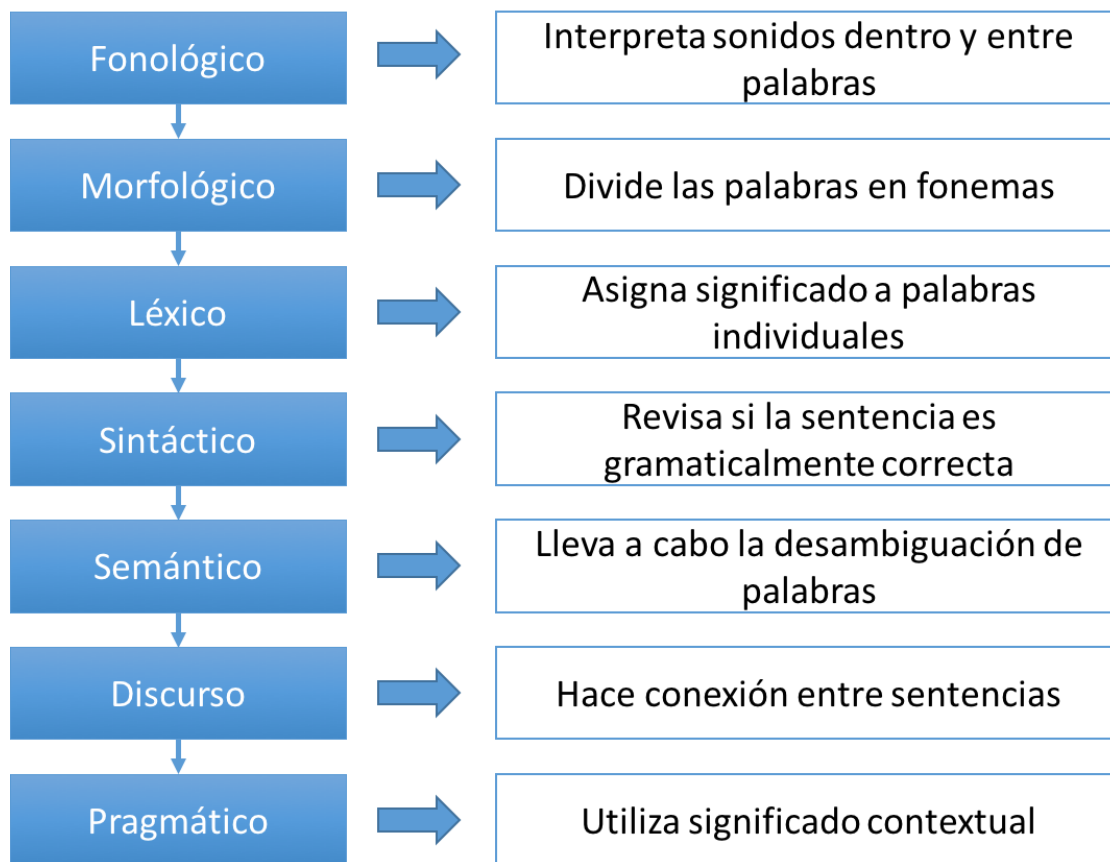 Fonológico
Interpreta sonidos dentro y entre
palabras
Morfológico
Divide las palabras en fonemas
Léxico
Asigna significado a palabras
individuales
Sintáctico
Revisa si la sentencia es
gramaticalmente correcta
Semántico
Lleva a cabo la desambiguación de
palabras
Discurso
Hace conexión entre sentencias
Pragmático
Utiliza significado contextual